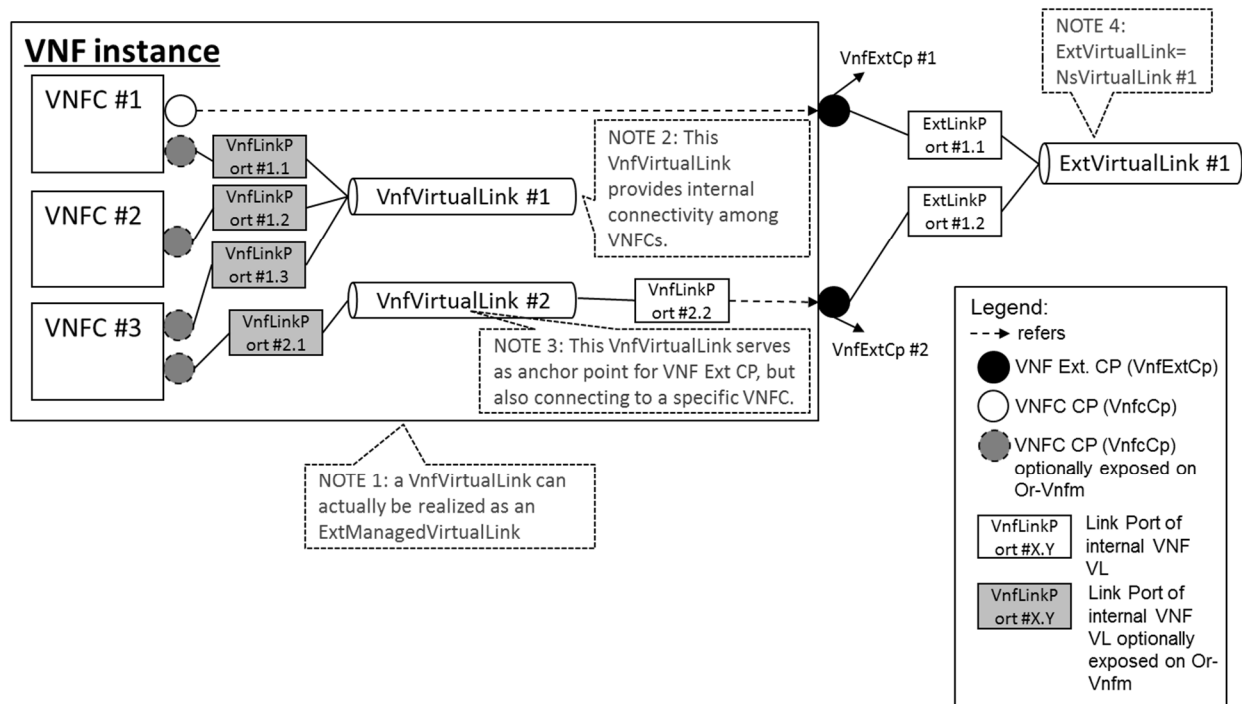 VNF instance
VNFC #1
VnfLinkP
ort #1.1
VNFC #2
VnfLinkP
ort #1.2
VnfLinkP
ort #1.3
VNFC #3
VnfLinkP
ort #2.1
VnfVirtualLink #1
VnfVirtualLink #2
NOTE 2: This
VnfVirtualLink
provides internal
connectivity among
VNFCs.
VnfLinkP
ort #2.2
NOTE 3: This VnfVirtualLink serves
as anchor point for VNF Ext CP, but
also connecting to a specific VNFC.
NOTE 1: a VnfVirtualLink can
actually be realized as an
ExtManagedVirtualLink
VnfExtCp #1
ExtLinkP
ort #1.1
ExtLinkP
ort #1.2
VnfExtCp #2
NOTE 4:
ExtVirtualLink=
NsVirtualLink #1
ExtVirtualLink #1
Legend:
refers
VNF Ext. CP (VnfExtCp)
VNFC CP (VnfcCp)
VNFC CP (VnfcCp)
optionally exposed on
Or-Vnfm
VnfLinkP
ort #X.Y
Link Port of
internal VNF
VL
VnfLinkP
ort #X.Y
Link Port of
internal VNF
VL optionally
exposed on Or-
Vnfm